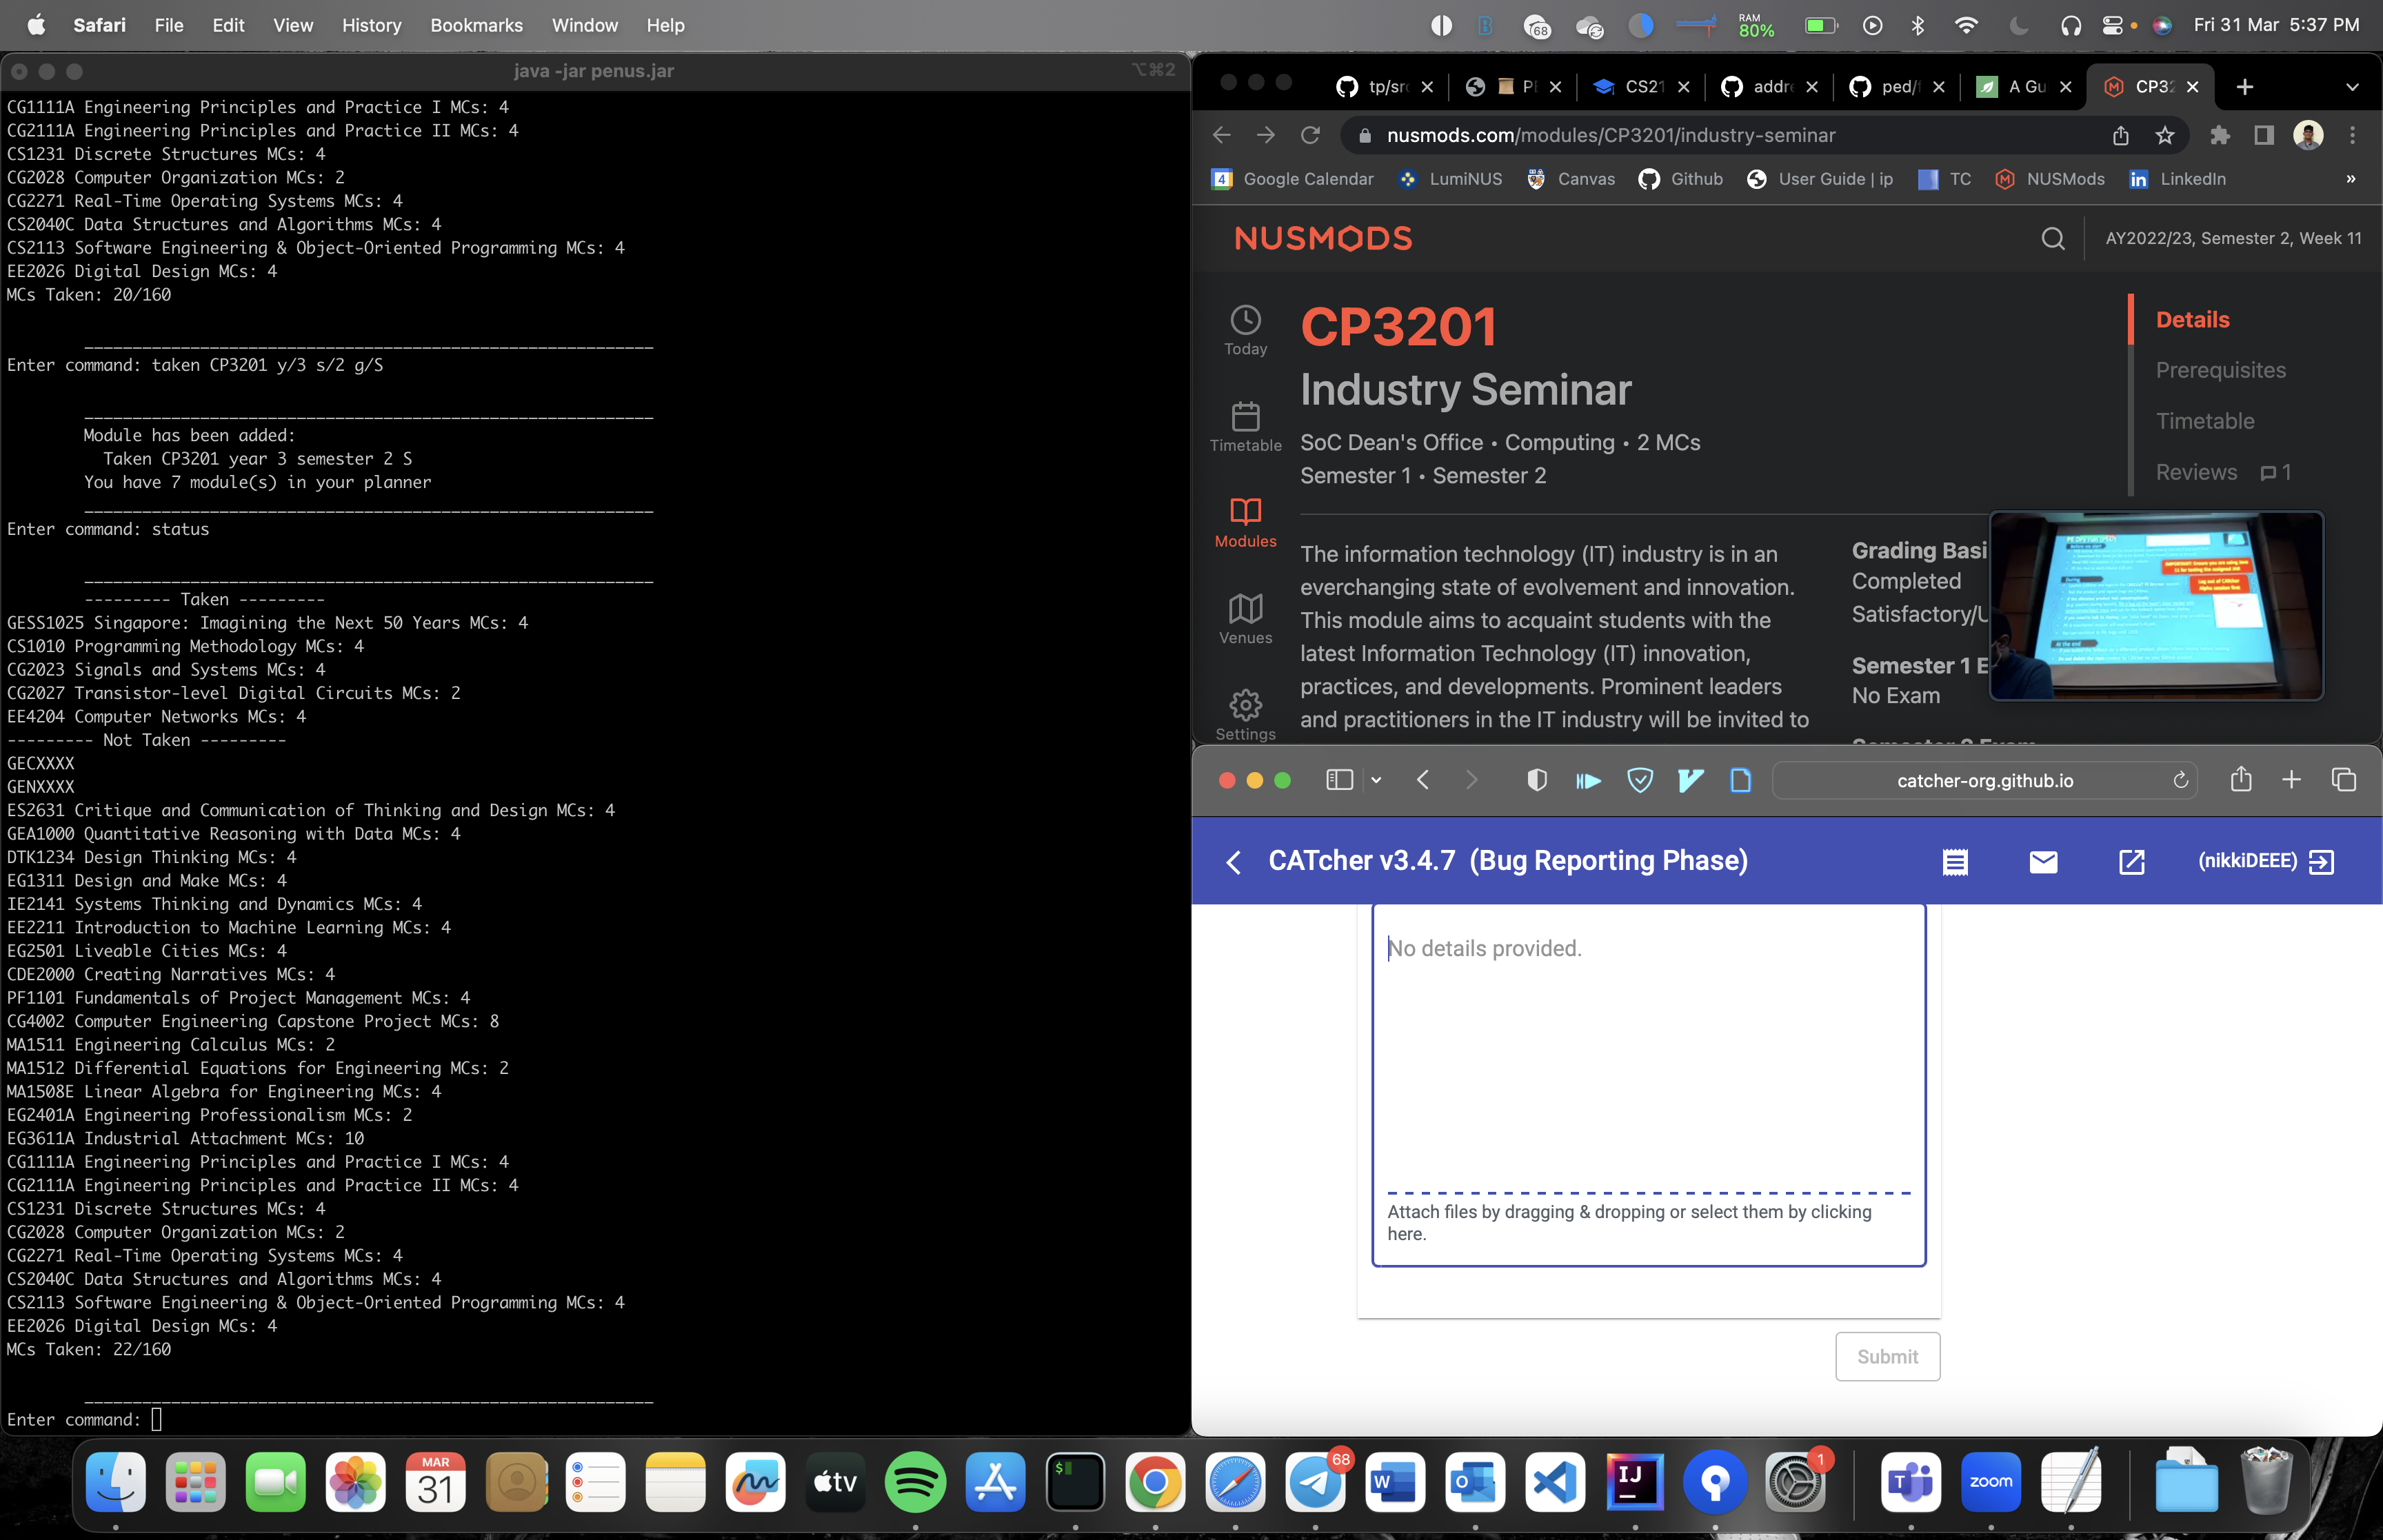 Safari File Edit View History Bookmarks Window Help
68
RAM
80%
Fri 31 Mar 5:37 PM
java -jar penus.jar
⌥⌘2
CG1111A Engineering Principles and Practice I MCs: 4
CG2111A Engineering Principles and Practice II MCs: 4
CS1231 Discrete Structures MCs: 4
CG2028 Computer Organization MCs: 2
CG2271 Real-Time Operating Systems MCs: 4
CS2040C Data Structures and Algorithms MCs: 4
CS2113 Software Engineering & Object-Oriented Programming MCs: 4
EE2026 Digital Design MCs: 4
MCs Taken: 20/160
Enter command: taken CP3201 y/3 s/2 g/S
Module has been added:
Taken CP3201 year 3 semester 2 S
You have 7 module(s) in your planner
Enter command: status
--------- Taken ---------
GESS1025 Singapore: Imagining the Next 50 Years MCs: 4
CS1010 Programming Methodology MCs: 4
CG2023 Signals and Systems MCs: 4
CG2027 Transistor-level Digital Circuits MCs: 2
EE4204 Computer Networks MCs: 4
--------- Not Taken ---------
GECXXXX
GENXXXX
ES2631 Critique and Communication of Thinking and Design MCs: 4
GEA1000 Quantitative Reasoning with Data MCs: 4
DTK1234 Design Thinking MCs: 4
EG1311 Design and Make MCs: 4
IE2141 Systems Thinking and Dynamics MCs: 4
EE2211 Introduction to Machine Learning MCs: 4
EG2501 Liveable Cities MCs: 4
CDE2000 Creating Narratives MCs: 4
PF1101 Fundamentals of Project Management MCs: 4
CG4002 Computer Engineering Capstone Project MCs: 8
MA1511 Engineering Calculus MCs: 2
MA1512 Differential Equations for Engineering MCs: 2
MA1508E Linear Algebra for Engineering MCs: 4
EG2401A Engineering Professionalism MCs: 2
EG3611A Industrial Attachment MCs: 10
CG1111A Engineering Principles and Practice I MCs: 4
CG2111A Engineering Principles and Practice II MCs: 4
CS1231 Discrete Structures MCs: 4
CG2028 Computer Organization MCs: 2
CG2271 Real-Time Operating Systems MCs: 4
CS2040C Data Structures and Algorithms MCs: 4
CS2113 Software Engineering & Object-Oriented Programming MCs: 4
EE2026 Digital Design MCs: 4
MCs Taken: 22/160
Enter command:
tp/src CS21 addre ped/ A Gu CP32
nusmods.com/modules/CP3201/industry-seminar
4 Google Calendar LumiNUS Canvas Github User Guide | ip TC NUSMods LinkedIn »
NUSMODS
AY2022/23, Semester 2, Week 11
Today
Timetable
Modules
Venues
Settings
CP3201
Industry Seminar
SoC Dean's Office • Computing • 2 MCs
Semester 1 • Semester 2
The information technology (IT) industry is in an
everchanging state of evolvement and innovation.
This module aims to acquaint students with the
latest Information Technology (IT) innovation,
practices, and developments. Prominent leaders
and practitioners in the IT industry will be invited to
Grading Basi
Completed
Satisfactory/U
Semester 1 E
No Exam
Details
Prerequisites
Timetable
Reviews 1
catcher-org.github.io
CATcher v3.4.7 (Bug Reporting Phase)
(nikkiDEEE)
No details provided.
Attach files by dragging & dropping or select them by clicking
here.
Submit
MAR
31
tv
68
1
zoom